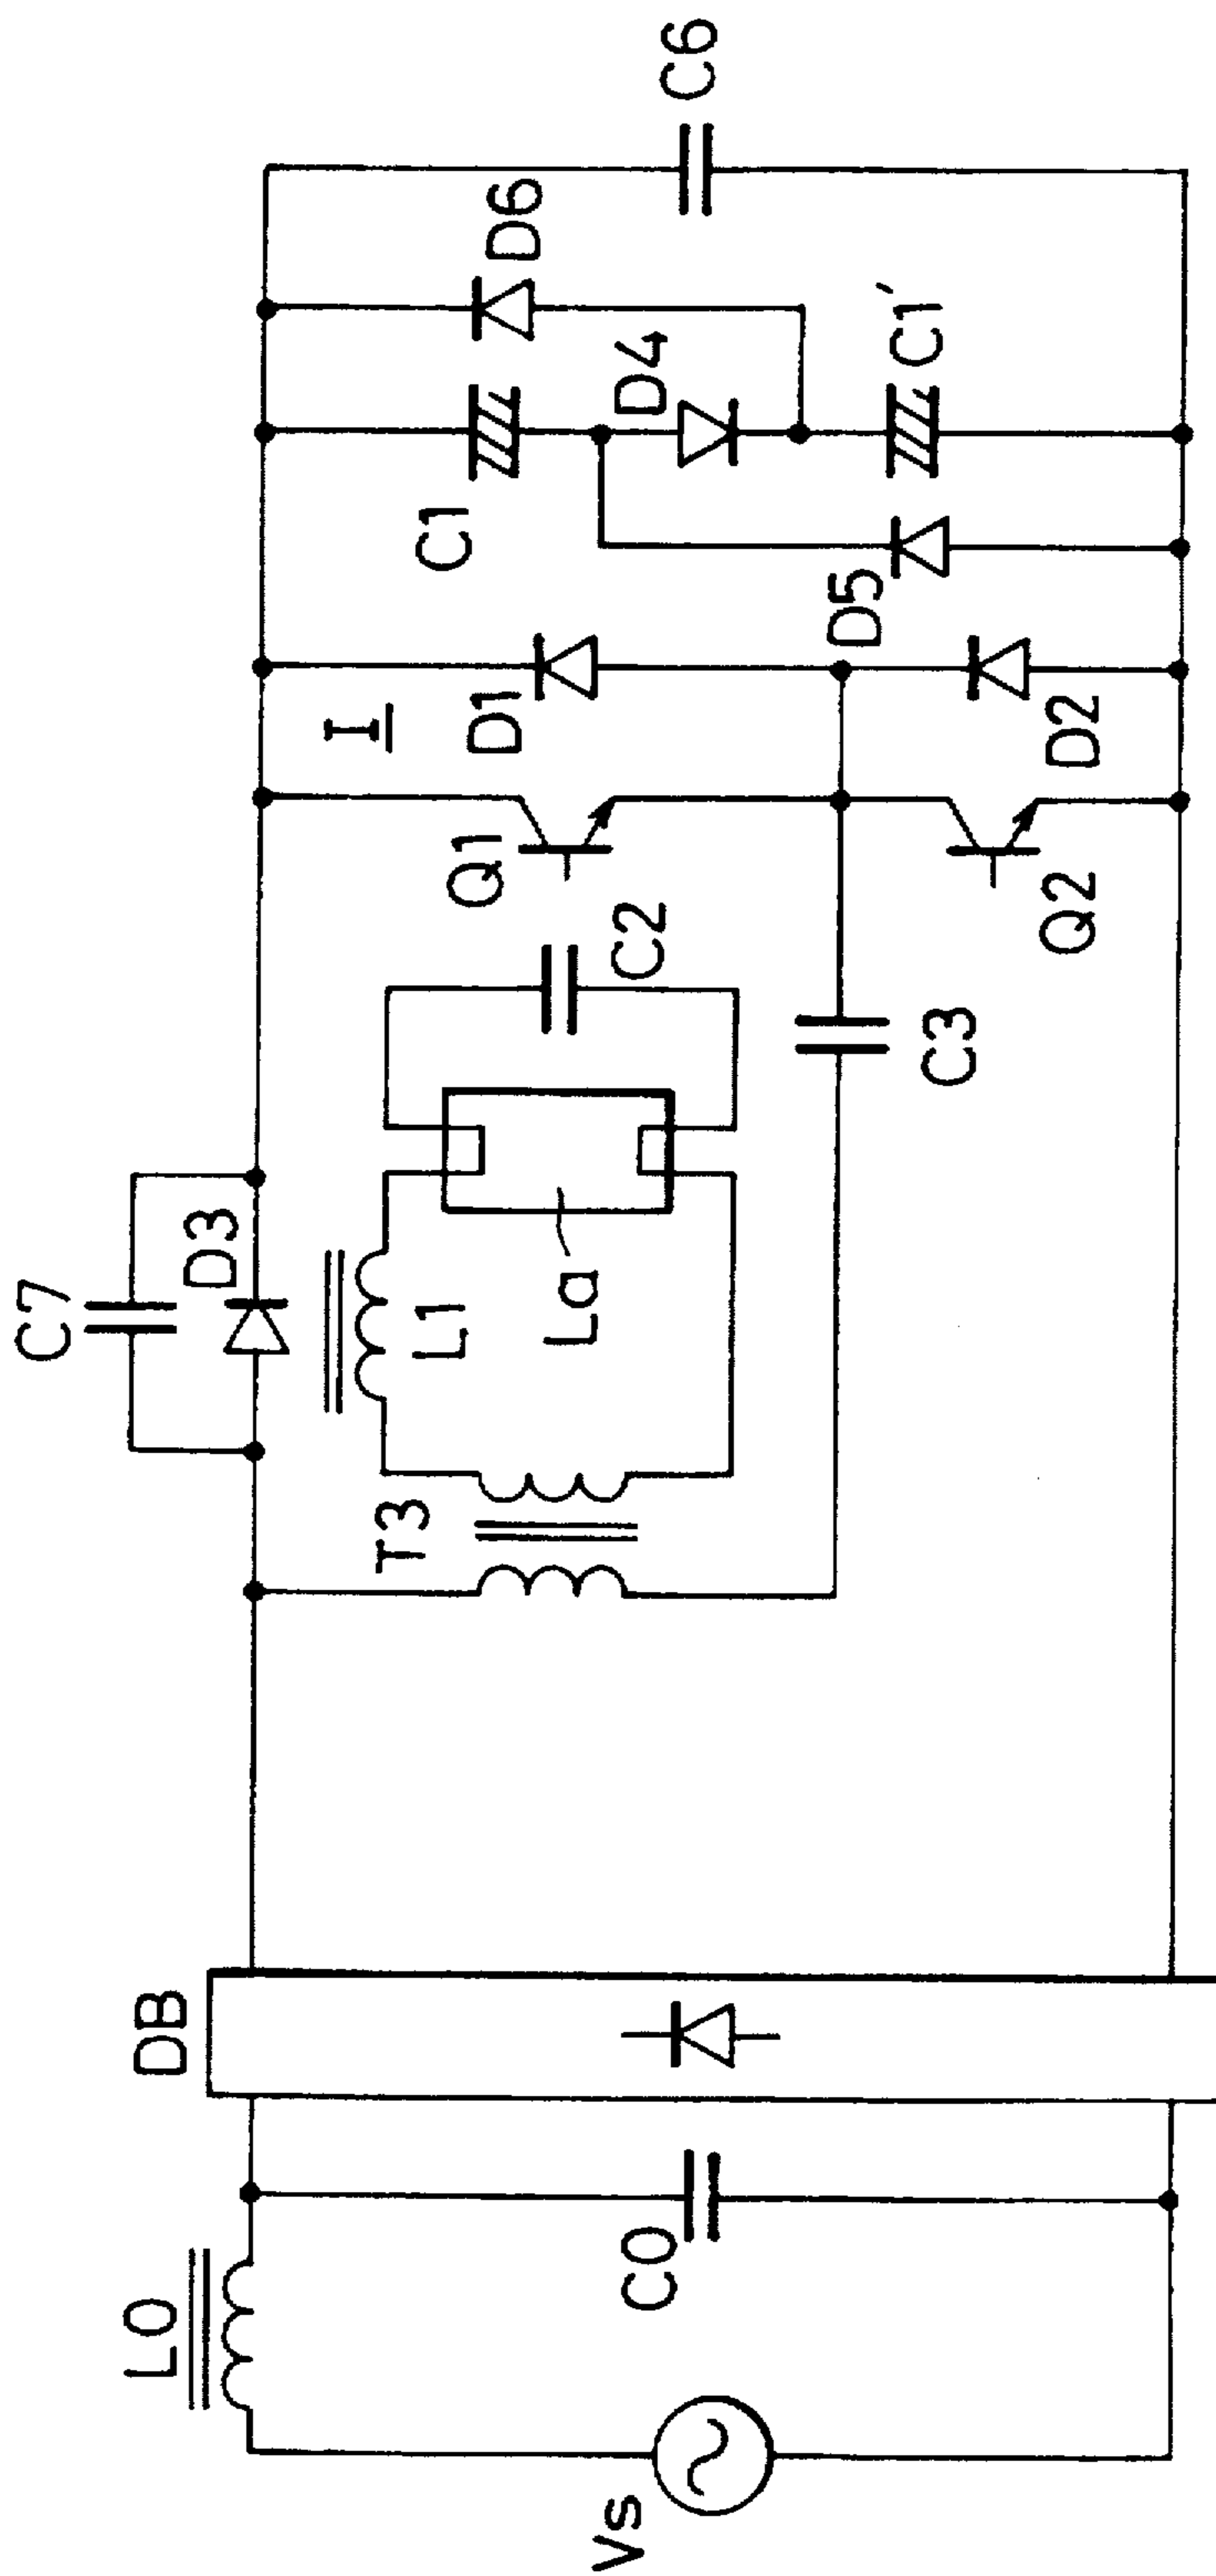 Vs
L0
C0
DB
T3
L1
La
C7
D3
C2
C3
Q1
Q2
I
D1
D2
D5
C1
D4
C1′
D6
C6